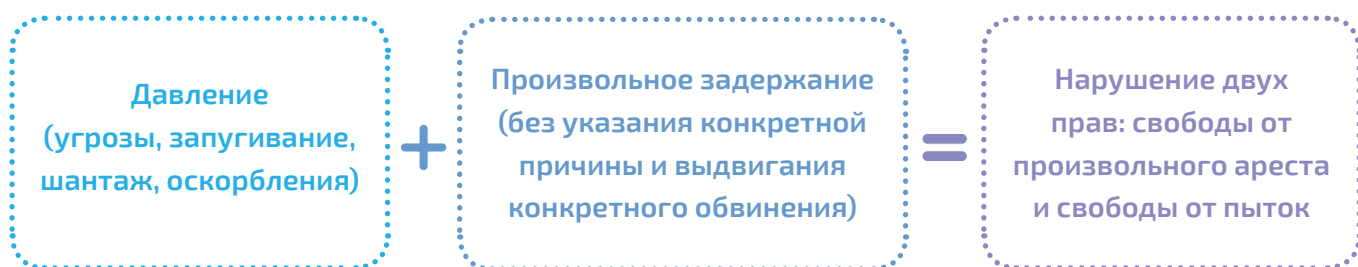 Давление
(угрозы, запугивание,
шантаж, оскорбления)
+
Произвольное задержание
(без указания конкретной
причины и выдвигания
конкретного обвинения)
=
Нарушение двух
прав: свободы от
произвольного ареста
и свободы от пыток